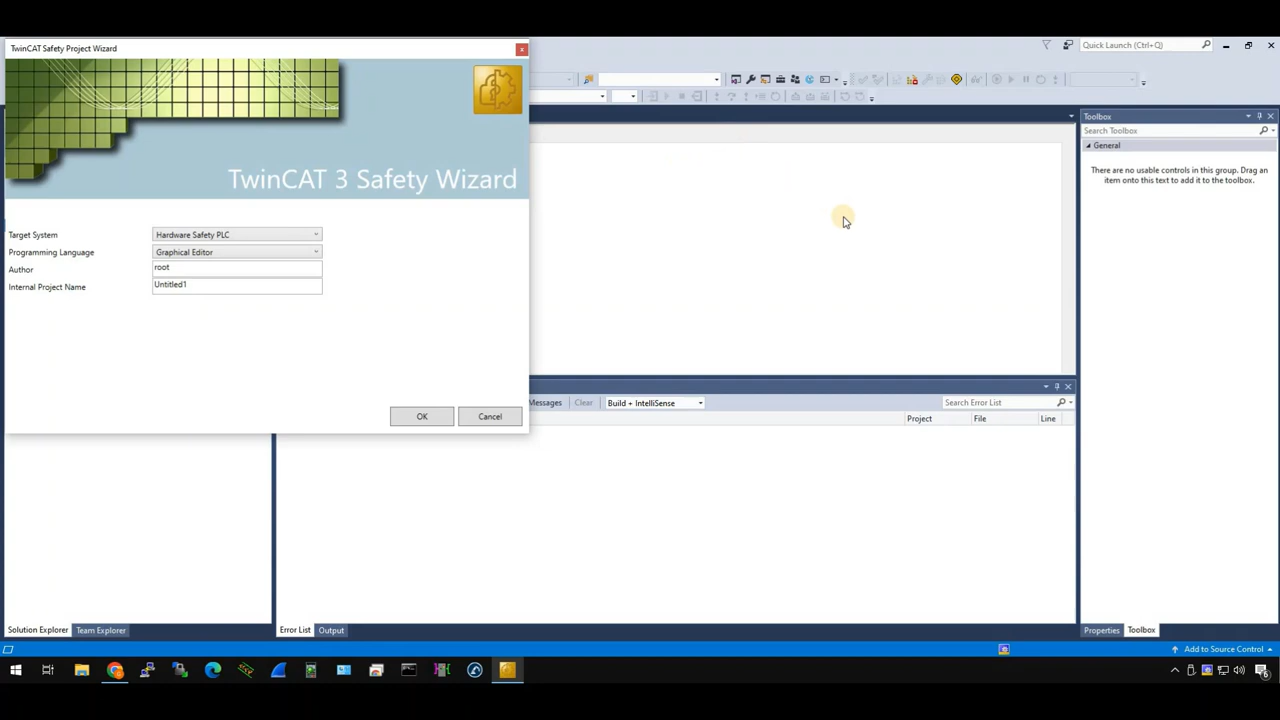 TwinCAT Safety Project Wizard
x
Quick Launch (Ctrl+Q)
TwinCAT 3 Safety Wizard
Toolbox
Search Toolbox
General
There are no usable controls in this group. Drag an
item onto this text to add it to the toolbox.
Target System
Hardware Safety PLC
Programming Language
Graphical Editor
Author
root
Internal Project Name
Untitled1
OK
Cancel
Messages
Clear
Build + IntelliSense
Search Error List
Project
File
Line
Solution Explorer
Team Explorer
Error List
Output
Properties
Toolbox
Add to Source Control
6